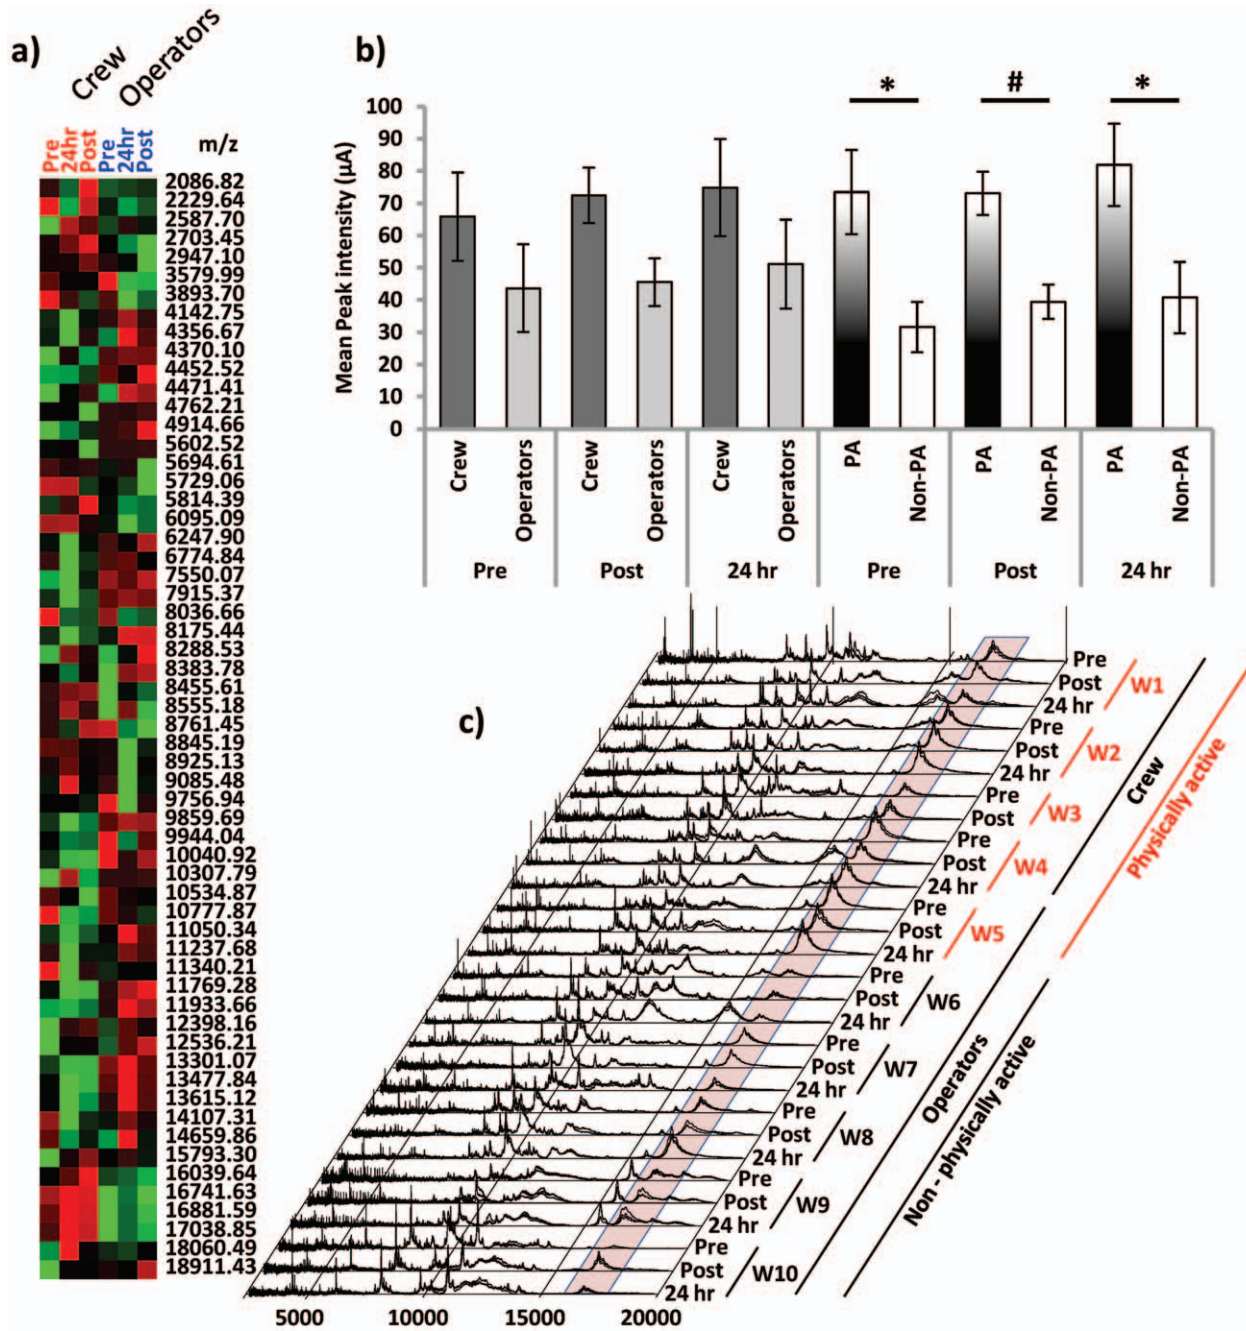 a)
Crew
Operators
Pre
24hr
Post
Pre
24hr
Post
m/z
2086.82
2229.64
2587.70
2703.45
2947.10
3579.99
3893.70
4142.75
4356.67
4370.10
4452.52
4471.41
4762.21
4914.66
5602.52
5694.61
5729.06
5814.39
6095.09
6247.90
6774.84
7550.07
7915.37
8036.66
8175.44
8288.53
8383.78
8455.61
8555.18
8761.45
8845.19
8925.13
9085.48
9756.94
9859.69
9944.04
10040.92
10307.79
10534.87
10777.87
11050.34
11237.68
11340.21
11769.28
11933.66
12398.16
12536.21
13301.07
13477.84
13615.12
14107.31
14659.86
15793.30
16039.64
16741.63
16881.59
17038.85
18060.49
18911.43
b)
* # *
Mean Peak intensity (µA)
100
90
80
70
60
50
40
30
20
10
0
Crew
Operators
Crew
Operators
Crew
Operators
PA
Non-PA
PA
Non-PA
PA
Non-PA
Pre Post 24 hr Pre Post 24 hr
c)
Pre
Post
24 hr
W1
Pre
Post
24 hr
W2
Pre
Post
W3
Pre
Post
24 hr
W4
Pre
Post
24 hr
W5
Pre
Post
24 hr
W6
Pre
Post
24 hr
W7
Pre
Post
24 hr
W8
Pre
Post
24 hr
W9
Pre
Post
24 hr
W10
Crew
Physically active
Operators
Non - physically active
5000 10000 15000 20000